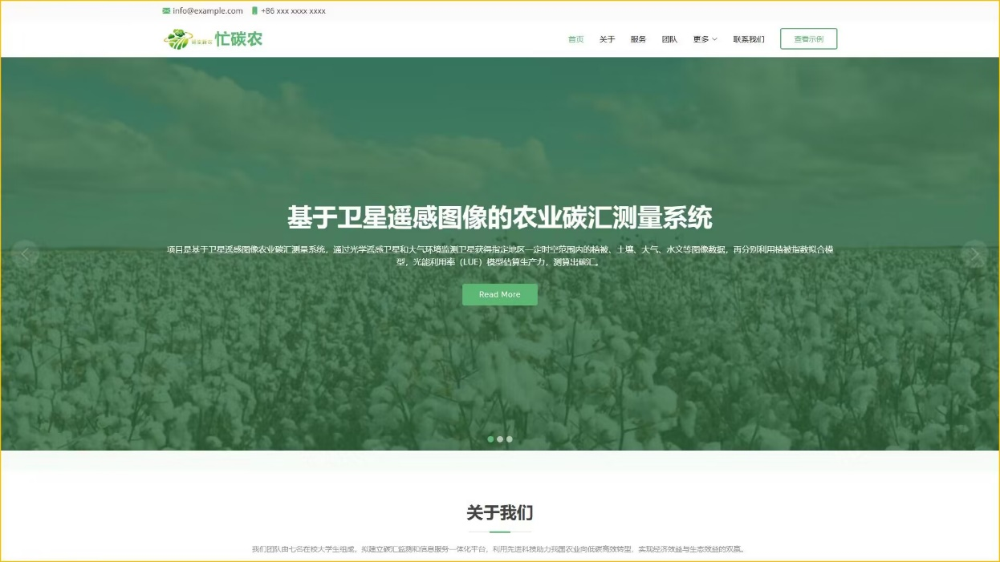 info@example.com +86 xxx xxxx xxxx
忙碳农
首页 关于 服务 团队 更多 联系我们 查看示例
基于卫星遥感图像的农业碳汇测量系统
项目是基于卫星遥感图像农业碳汇测量系统，通过光学遥感卫星和大气环境监测卫星获得指定地区一定时空范围内的植被、土壤、大气、水文等图像数据，再分别利用植被指数拟合模
型，光能利用率（LUE）模型估算生产力，测算出碳汇。
Read More
关于我们
我们团队由七名在校大学生组成，拟建立碳汇监测和信息服务一体化平台，利用先进科技助力我国农业向低碳高效转型，实现经济效益与生态效益的双赢。